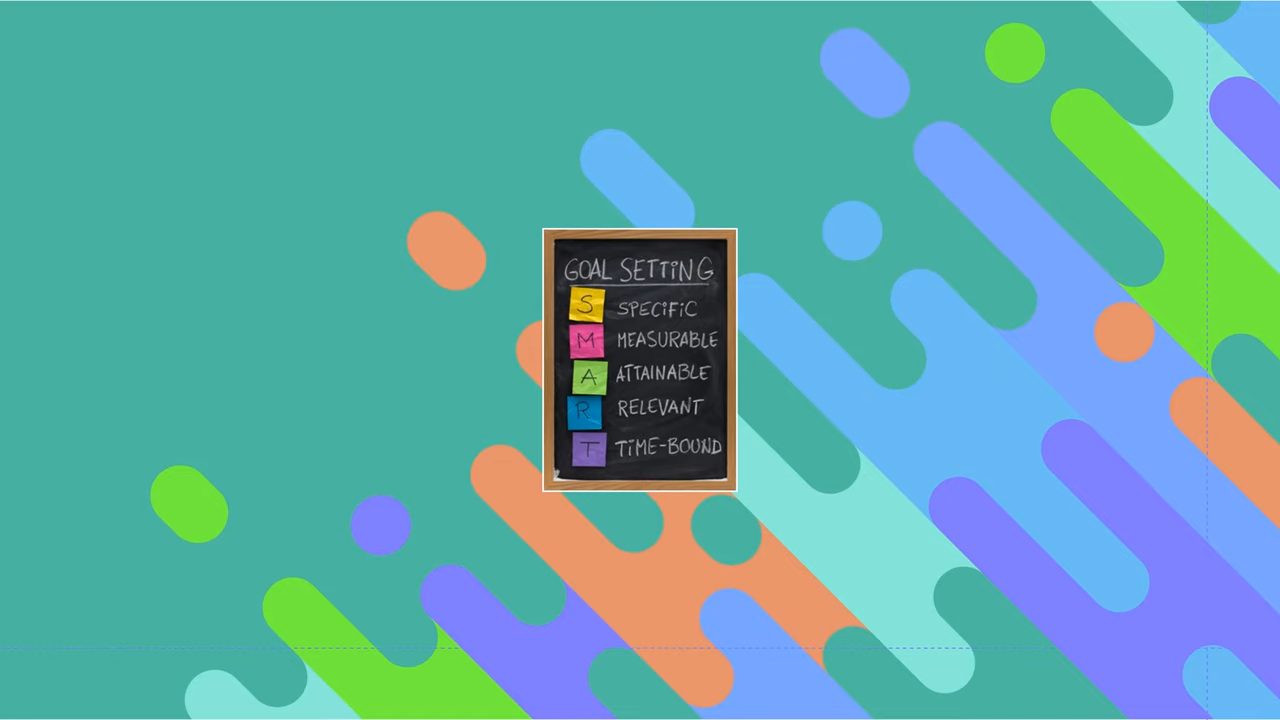 GOAL SETTING
S SPECIFIC
M MEASURABLE
A ATTAINABLE
R RELEVANT
T TIME-BOUND